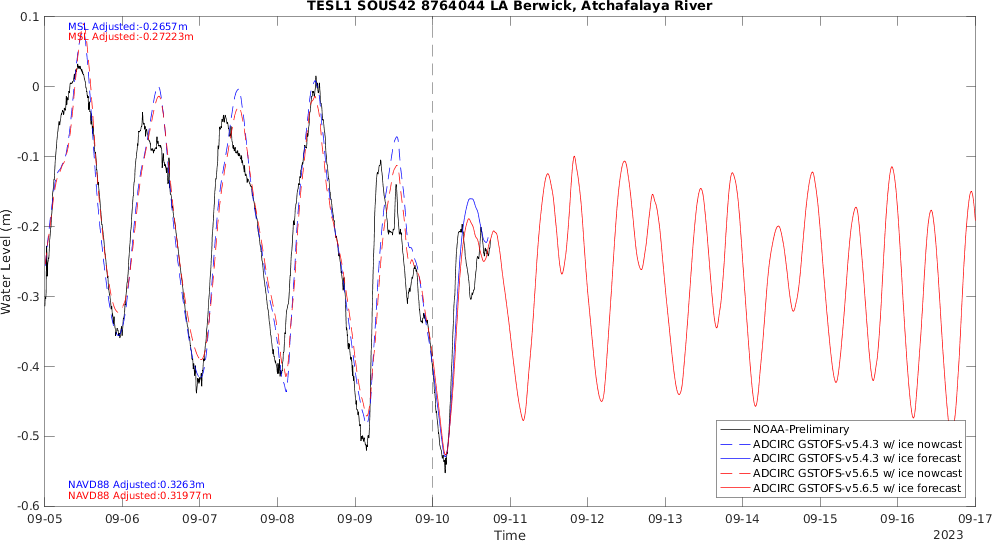 TESL1 SOUS42 8764044 LA Berwick, Atchafalaya River
MSL Adjusted:-0.2657m
MSL Adjusted:-0.27223m
0.1
0
-0.1
-0.2
-0.3
-0.4
-0.5
-0.6
Water Level (m)
NOAA-Preliminary
ADCIRC GSTOFS-v5.4.3 w/ ice nowcast
ADCIRC GSTOFS-v5.4.3 w/ ice forecast
ADCIRC GSTOFS-v5.6.5 w/ ice nowcast
ADCIRC GSTOFS-v5.6.5 w/ ice forecast
NAVD88 Adjusted:0.3263m
NAVD88 Adjusted:0.31977m
09-05 09-06 09-07 09-08 09-09 09-10 09-11 09-12 09-13 09-14 09-15 09-16 09-17
Time
2023